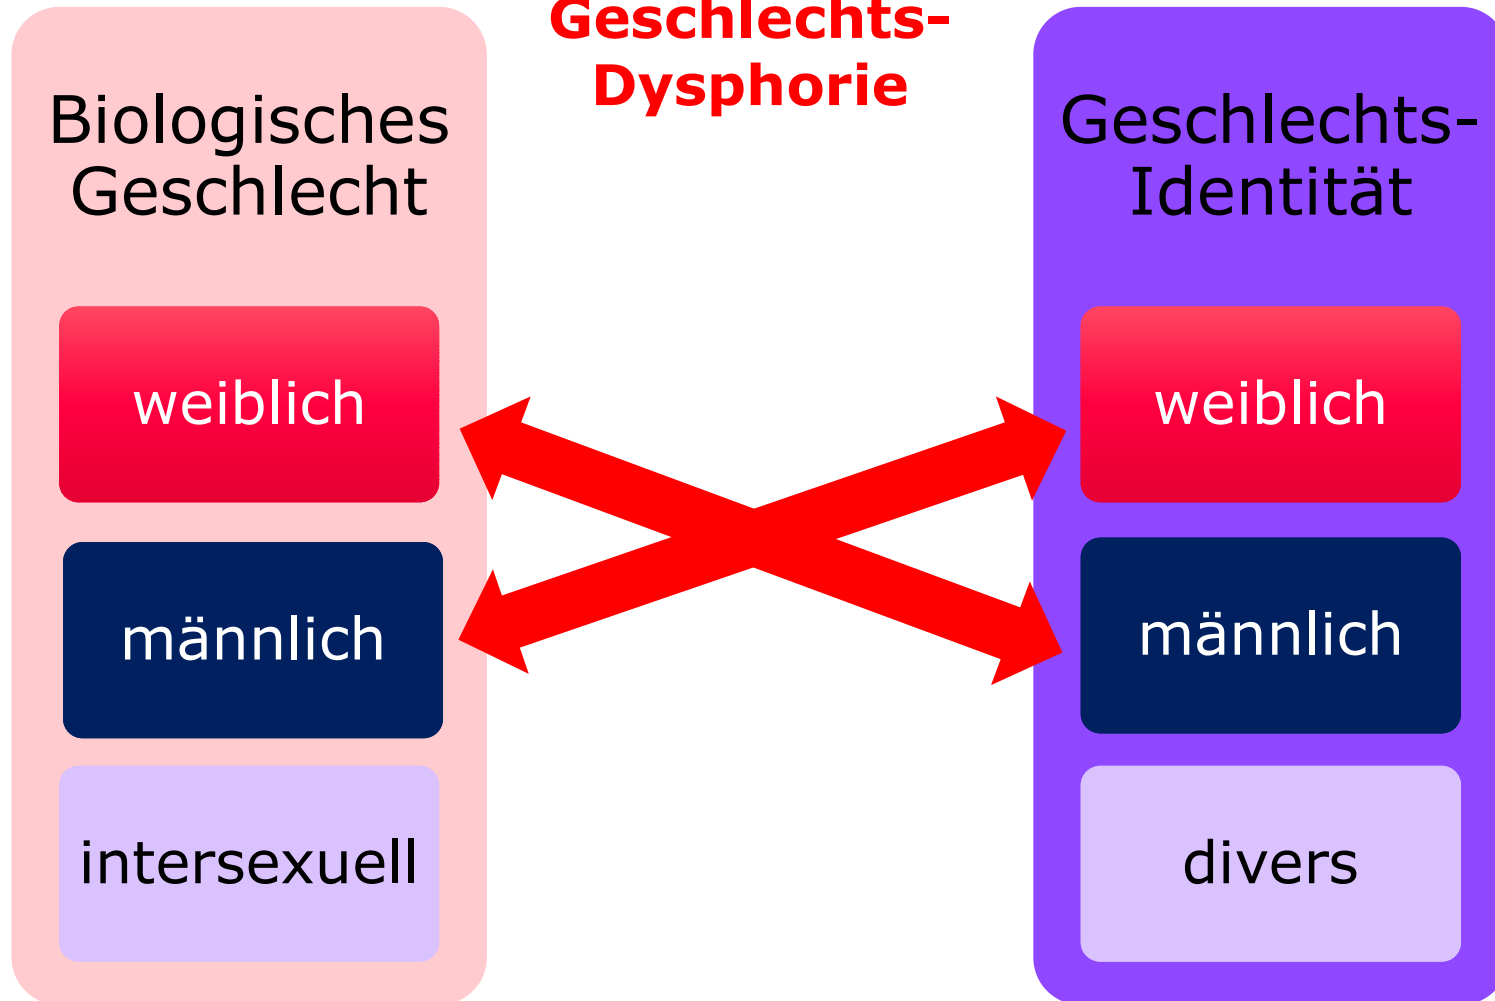 Geschlechts-
Dysphorie
Biologisches
Geschlecht
weiblich
männlich
intersexuell
Geschlechts-
Identität
weiblich
männlich
divers